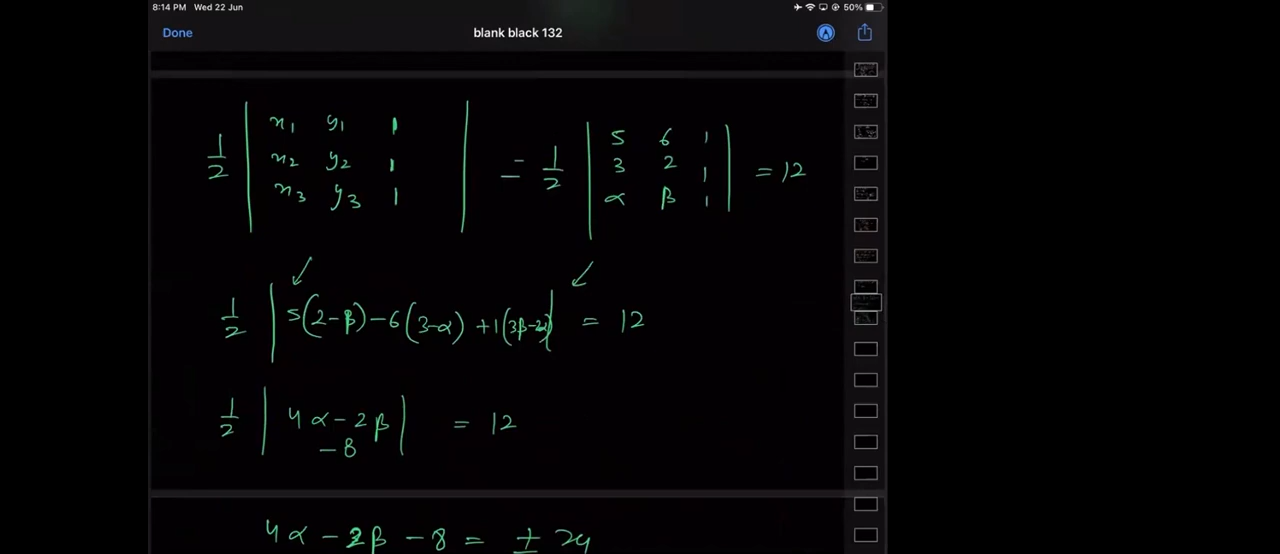 8:14 PM Wed 22 Jun 50%
Done blank black 132
1/2 | x₁ y₁ 1 | = 1/2 | 5 6 1 | = 12
| x₂ y₂ 1 | | 3 2 1 |
| x₃ y₃ 1 | | α β 1 |
1/2 | 5(2-β) - 6(3-α) + 1(3β-2α) | = 12
1/2 | 4α - 2β | = 12
- 8
4α - 2β - 8 = ± 24